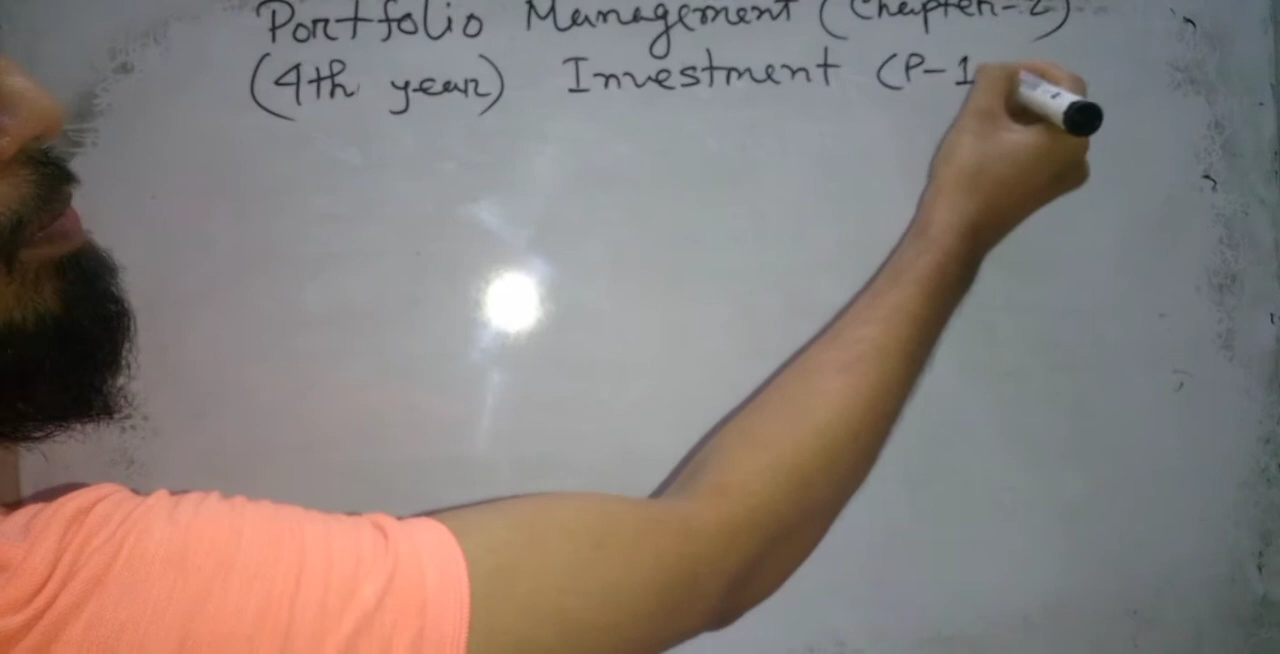 Portfolio Management (Chapter-2)
(4th year) Investment (P-1